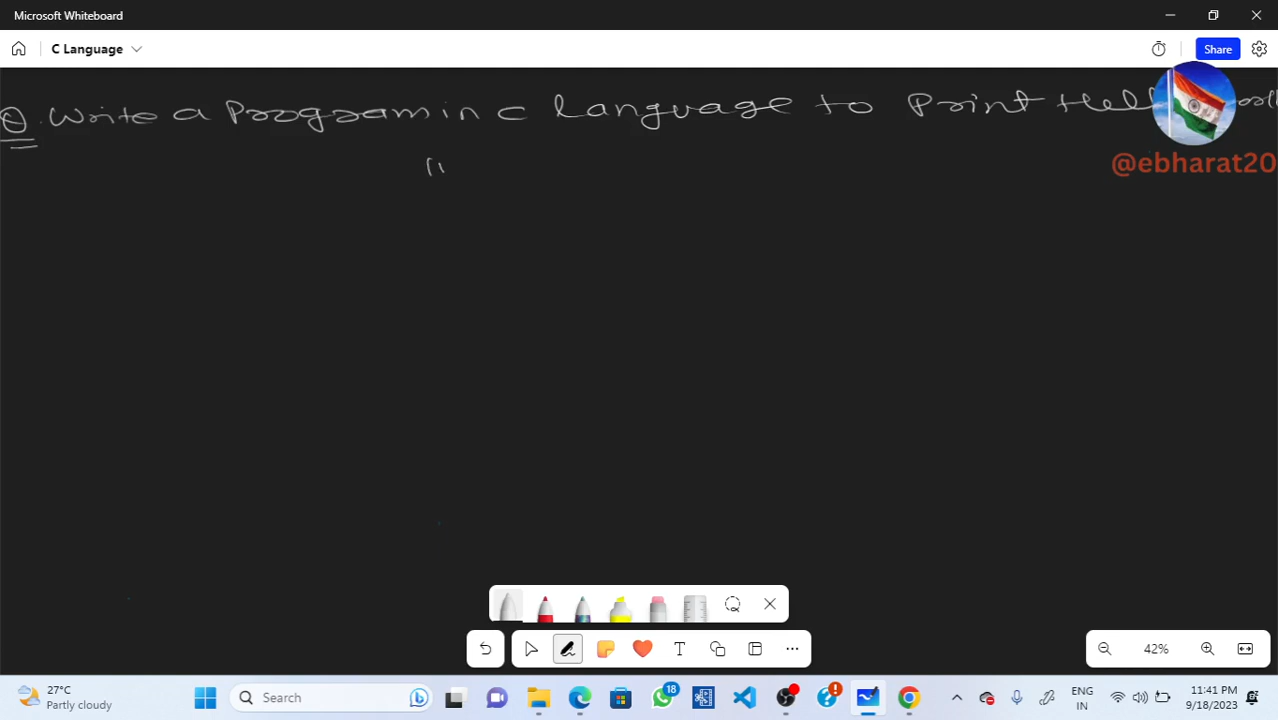 Microsoft Whiteboard
C Language
Share
Q. Write a Program in C language to Print
@ebharat20
42%
27°C
Partly cloudy
Search
18
ENG
IN
11:41 PM
9/18/2023